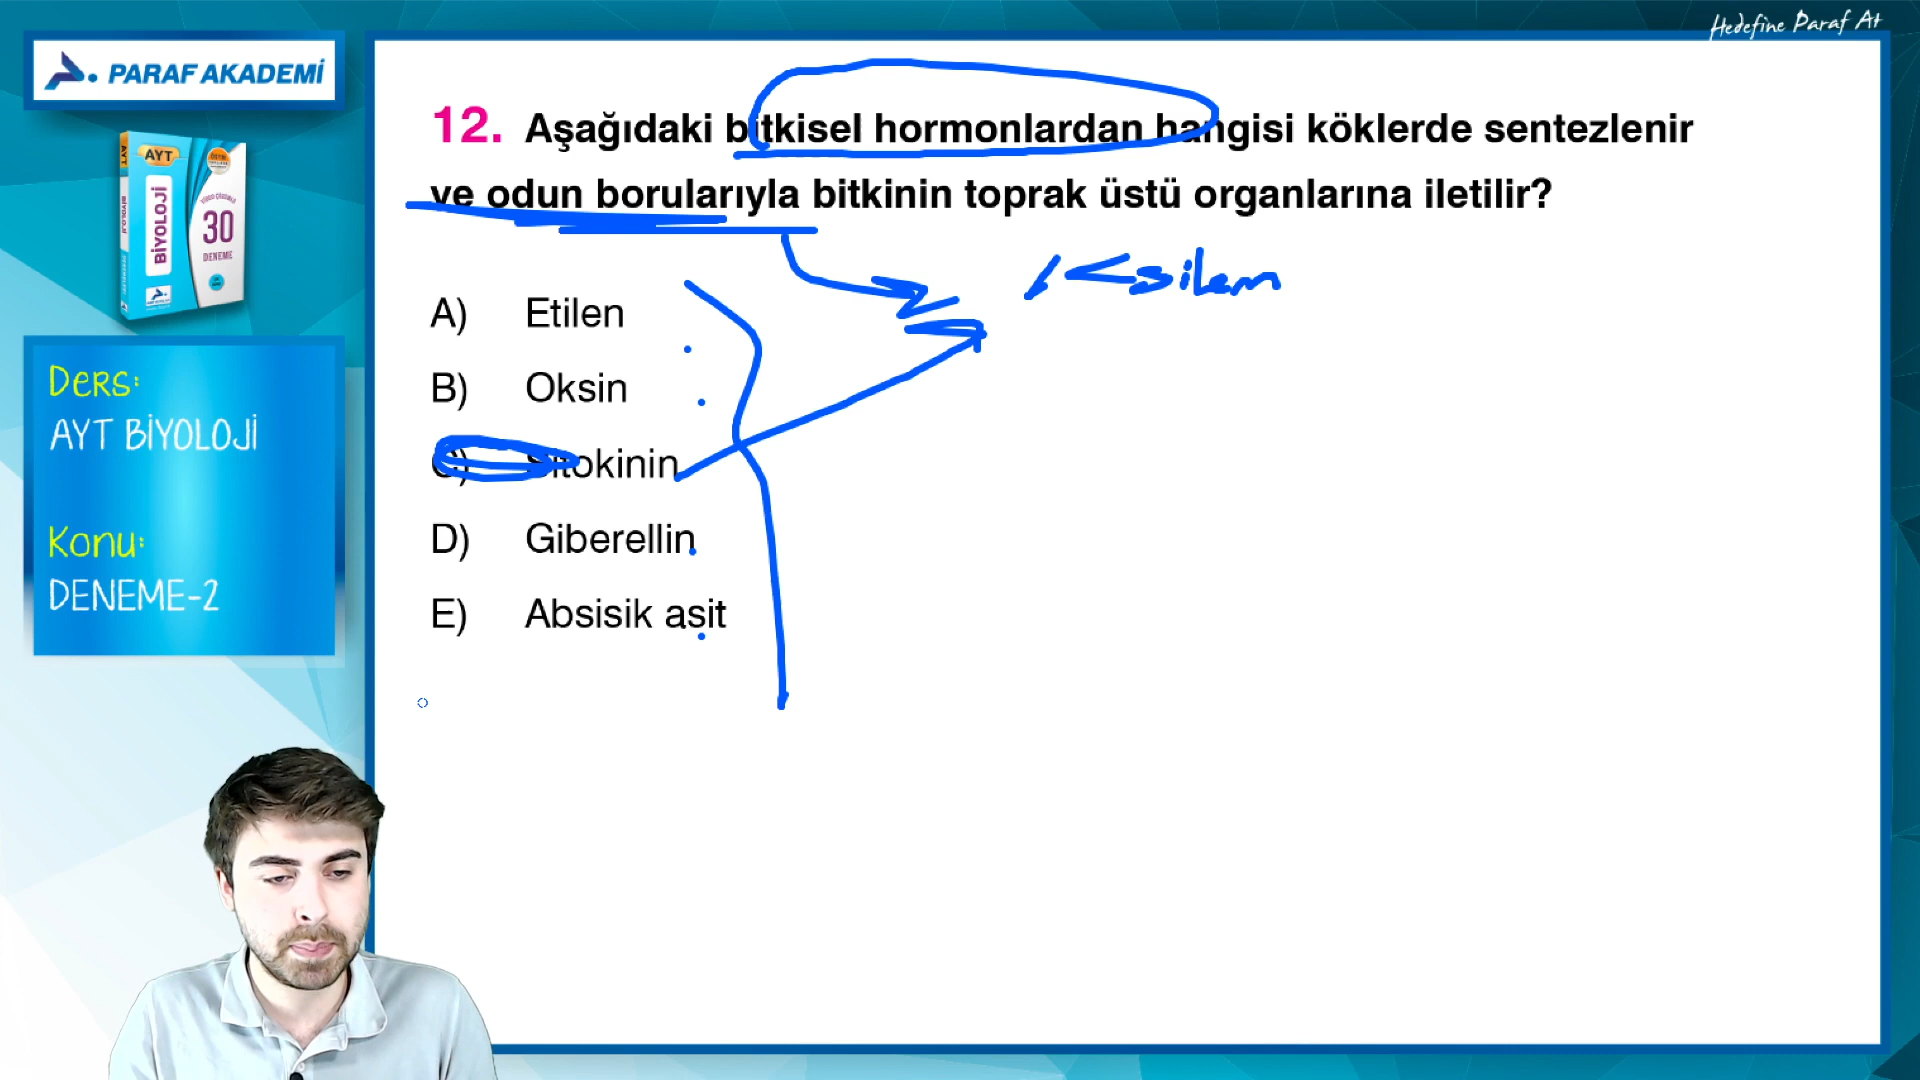 Hedefine Paraf At
PARAF AKADEMİ
AYT
BİYOLOJİ
30
DENEME
Ders:
AYT BİYOLOJİ
Konu:
DENEME-2
12. Aşağıdaki bitkisel hormonlardan hangisi köklerde sentezlenir
ve odun borularıyla bitkinin toprak üstü organlarına iletilir?
Ksilem
A) Etilen
B) Oksin
C) Sitokinin
D) Giberellin
E) Absisik asit